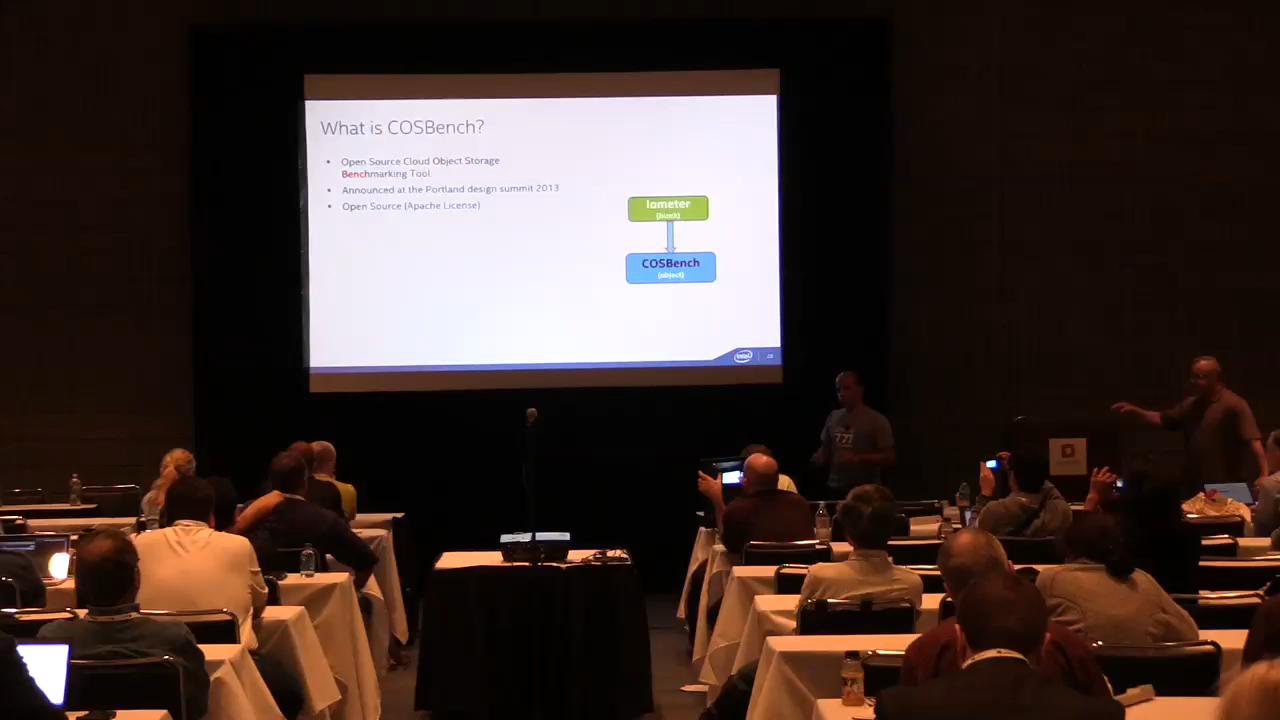 What is COSBench?
• Open Source Cloud Object Storage
Benchmarking Tool
• Announced at the Portland design summit 2013
• Open Source (Apache License)
Iometer
(block)
COSBench
(object)
intel